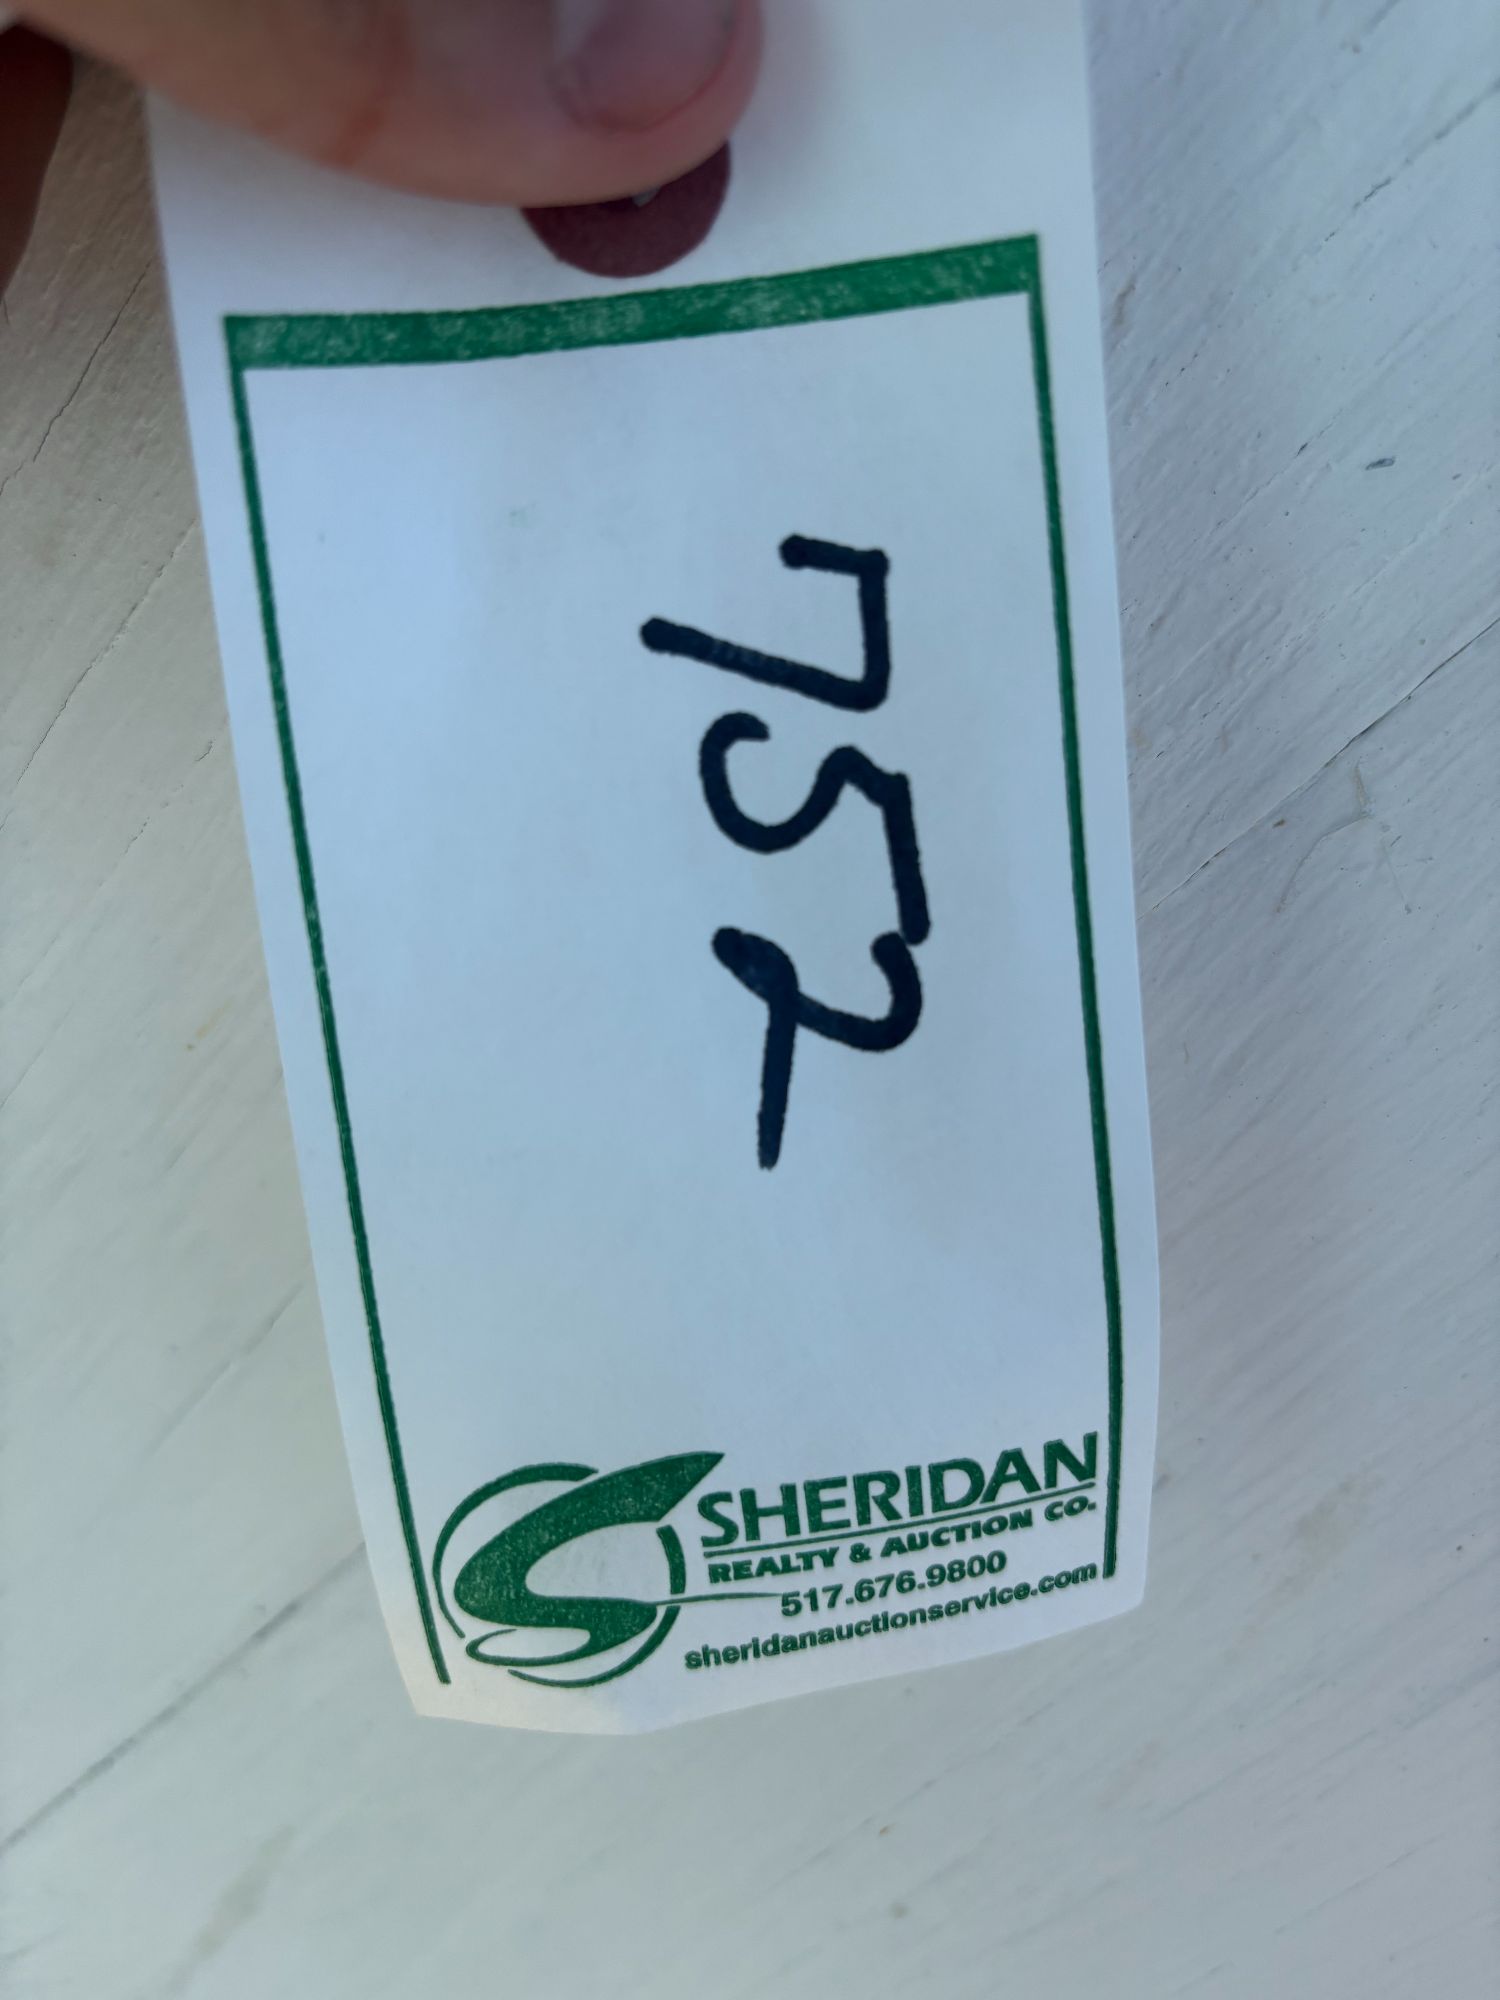 752
SHERIDAN
REALTY & AUCTION CO.
517.676.9800
sheridanauctionservice.com